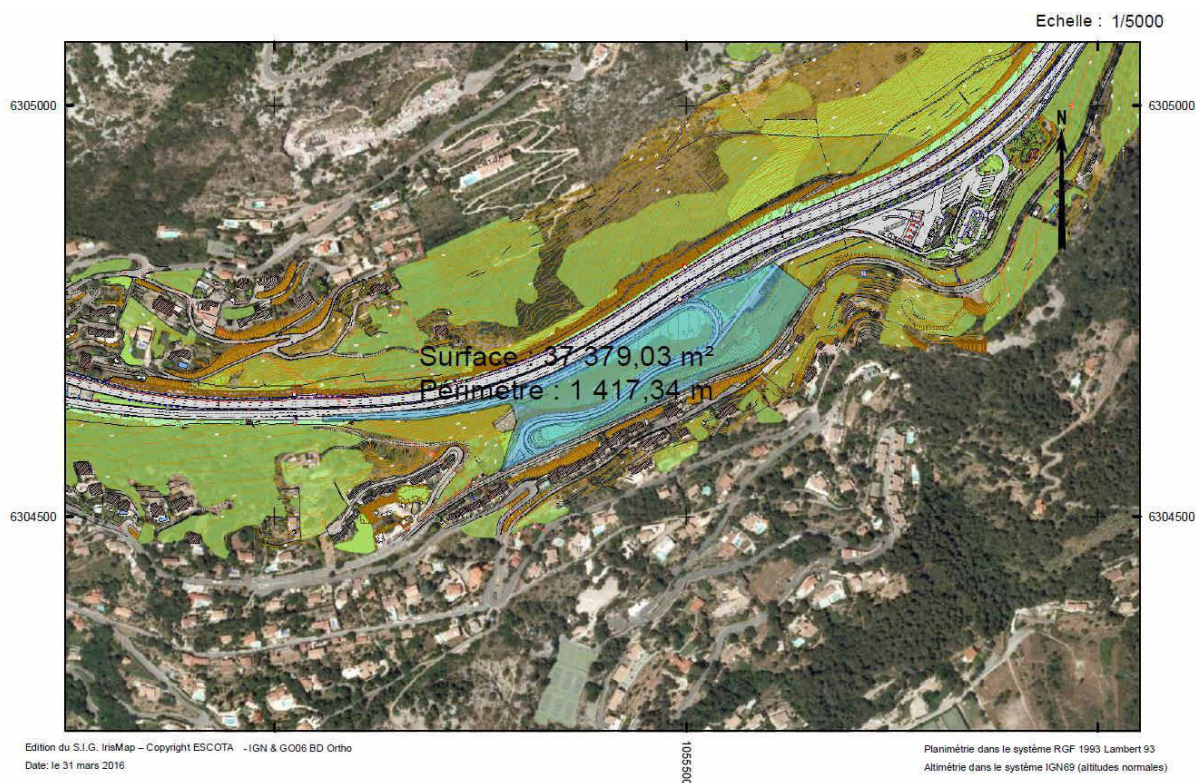 Echelle : 1/5000
6305000
6305000
N
Surface : 37 379,03 m²
Périmètre : 1 417,34 m
6304500
6304500
1055500
Edition du S.I.G. IrisMap – Copyright ESCOTA - IGN & GO06 BD Ortho
Date: le 31 mars 2016
Planimétrie dans le système RGF 1993 Lambert 93
Altimétrie dans le système IGN69 (altitudes normales)